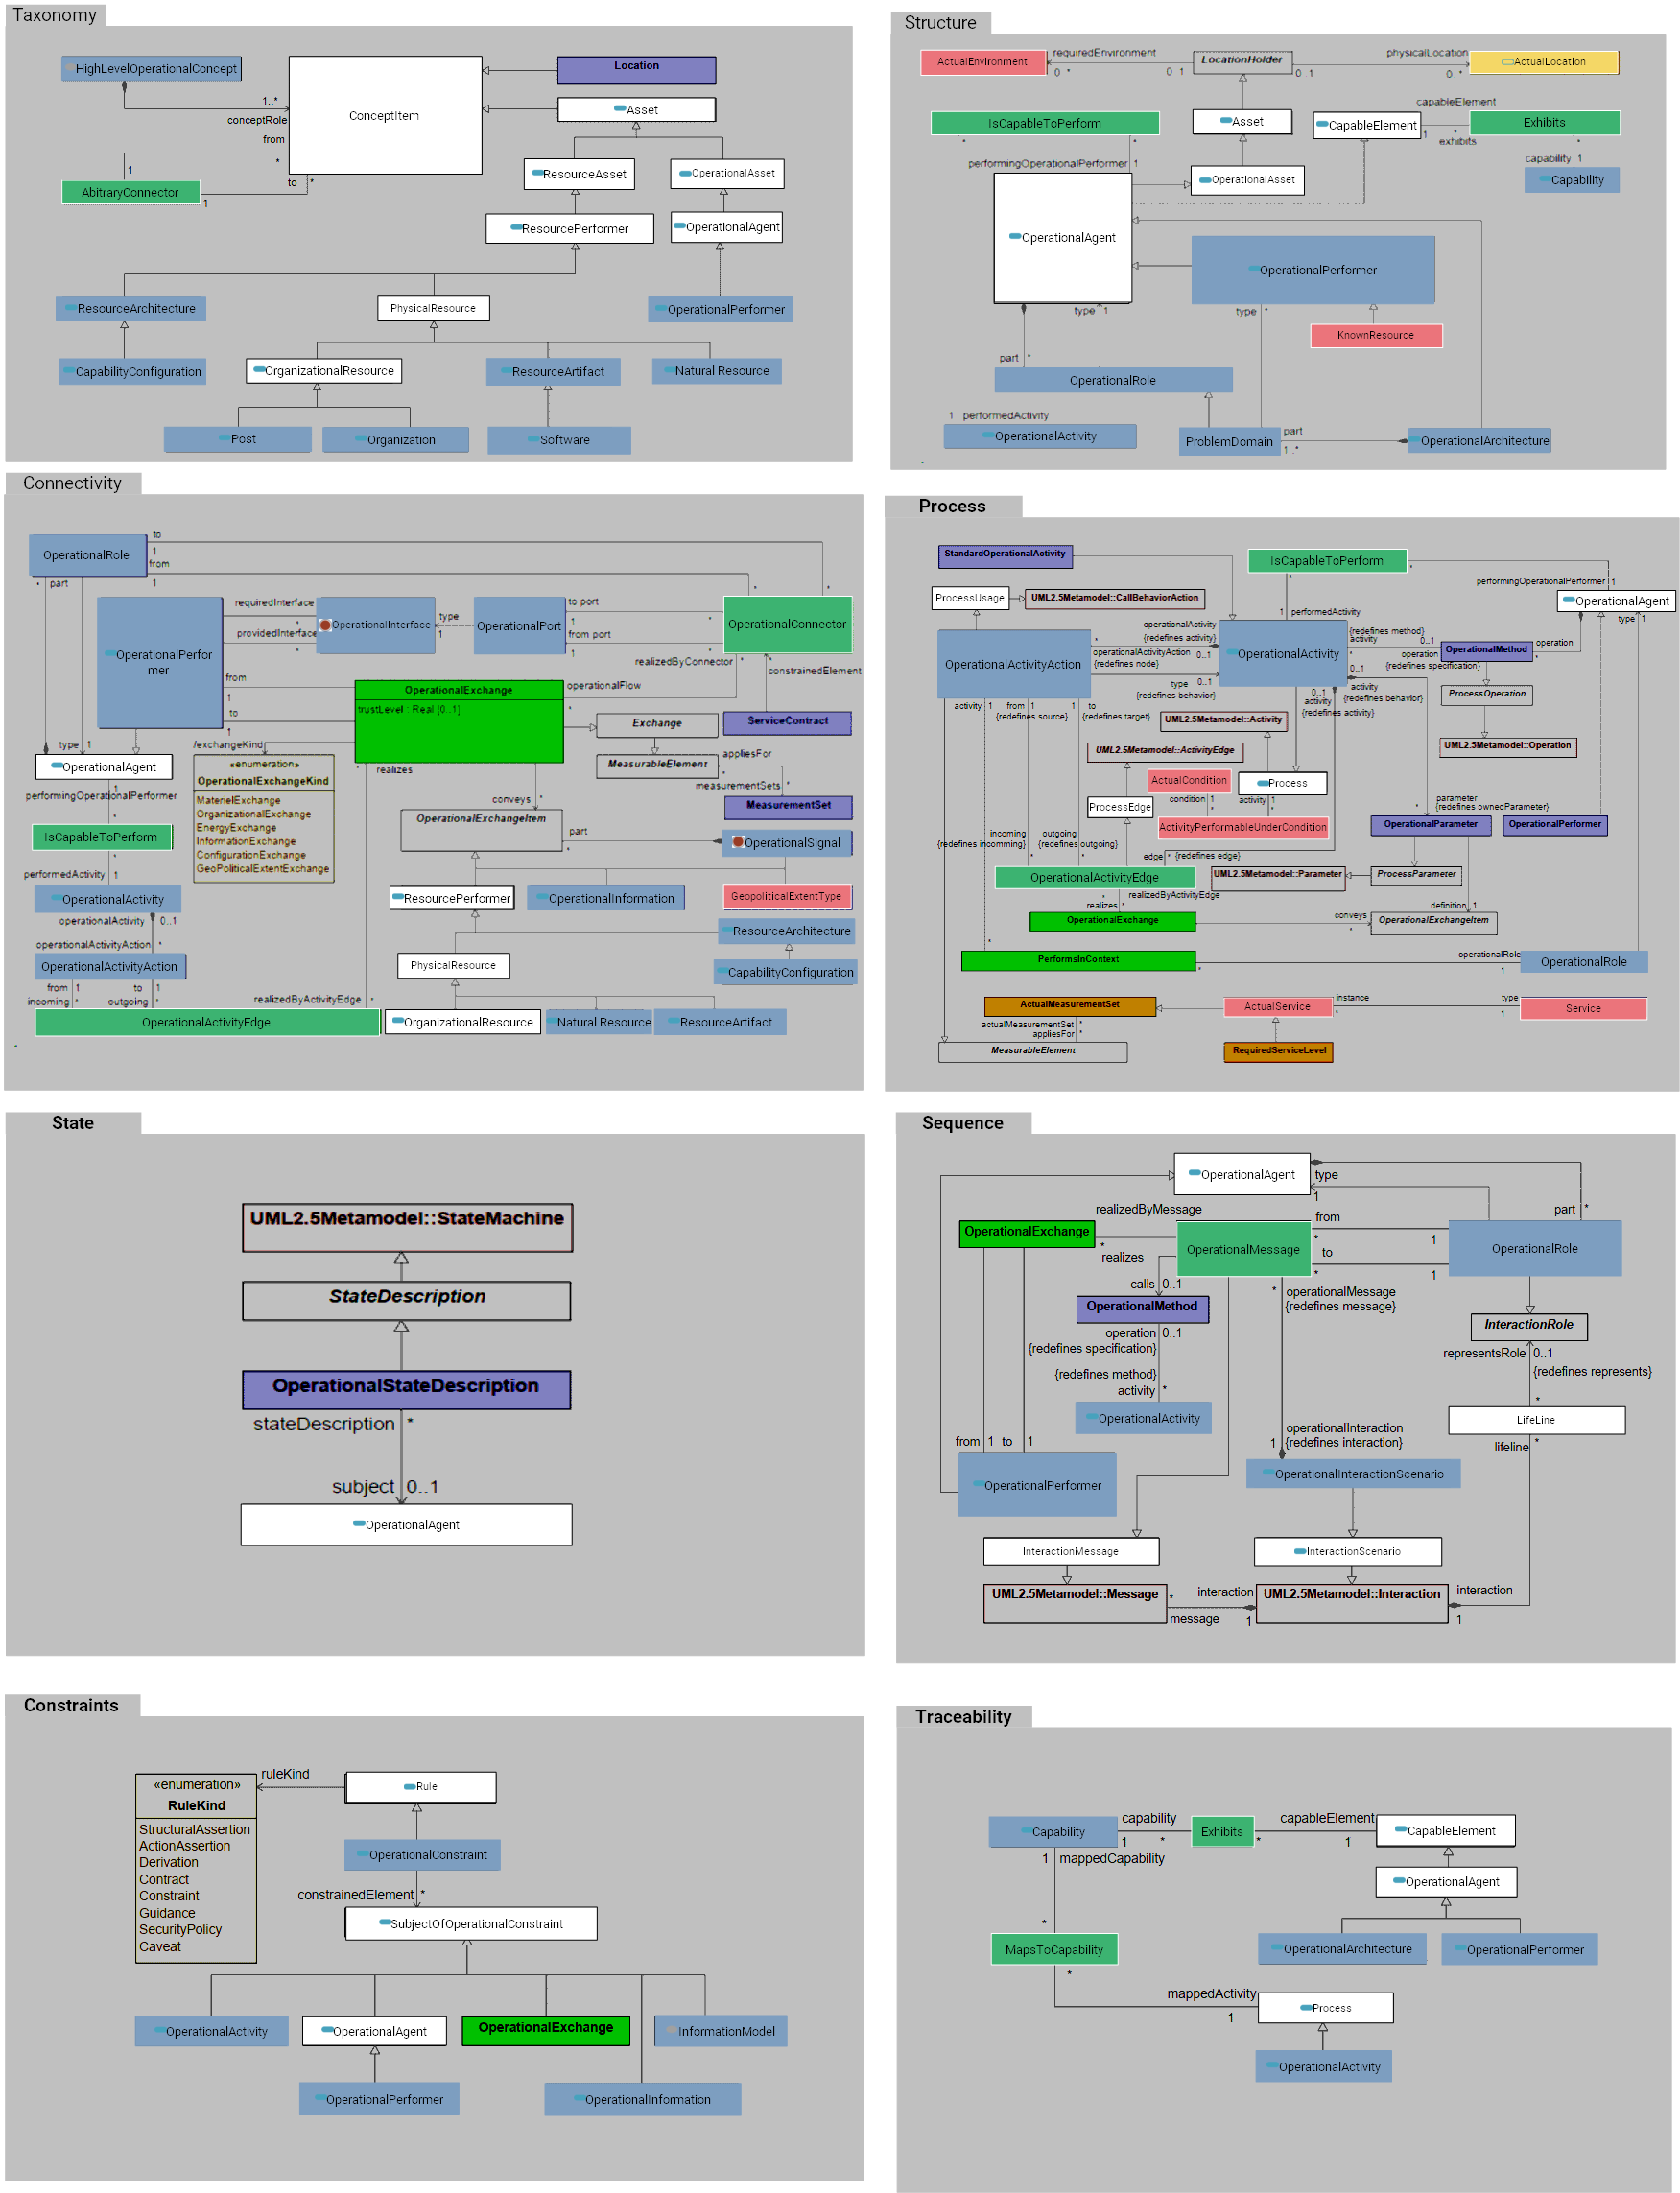 Taxonomy
HighLevelOperationalConcept
ConceptItem
Location
Asset
1..*
conceptRole
from
*
1
to
*
AbitraryConnector
1
ResourceAsset
OperationalAsset
ResourcePerformer
OperationalAgent
ResourceArchitecture
PhysicalResource
OperationalPerformer
CapabilityConfiguration
OrganizationalResource
ResourceArtifact
Natural Resource
Post
Organization
Software
Structure
ActualEnvironment
requiredEnvironment
0 *
0 1
LocationHolder
0 1
physicalLocation
0 *
ActualLocation
IsCapableToPerform
Asset
CapableElement
capableElement
1
*
exhibits
Exhibits
*
*
*
performingOperationalPerformer
1
OperationalAsset
capability
1
Capability
OperationalAgent
OperationalPerformer
type
1
type
*
KnownResource
part
*
OperationalRole
1
performedActivity
OperationalActivity
ProblemDomain
part
1..*
OperationalArchitecture
Connectivity
OperationalRole
to
1
from
1
*
part
*
*
OperationalPerfor
mer
requiredInterface
*
providedInterface
*
OperationalInterface
type
1
OperationalPort
to port
1
*
from port
1
*
OperationalConnector
realizedByConnector
*
*
constrainedElement
from
1
to
1
OperationalExchange
trustLevel : Real [0..1]
operationalFlow
*
Exchange
ServiceContract
type
1
OperationalAgent
/exchangeKind
1
realizes
*
MeasurableElement
appliesFor
*
measurementSets
*
MeasurementSet
«enumeration»
OperationalExchangeKind
MaterielExchange
OrganizationalExchange
EnergyExchange
InformationExchange
ConfigurationExchange
GeoPoliticalExtentExchange
performingOperationalPerformer
1
*
conveys
*
OperationalExchangeItem
part
*
OperationalSignal
IsCapableToPerform
*
performedActivity
1
OperationalActivity
ResourcePerformer
OperationalInformation
GeopoliticalExtentType
operationalActivity
0..1
operationalActivityAction
*
OperationalActivityAction
ResourceArchitecture
PhysicalResource
CapabilityConfiguration
from
1
to
1
incoming
*
outgoing
*
realizedByActivityEdge
*
OperationalActivityEdge
OrganizationalResource
Natural Resource
ResourceArtifact
Process
StandardOperationalActivity
IsCapableToPerform
*
*
performingOperationalPerformer
1
ProcessUsage
UML2.5Metamodel::CallBehaviorAction
OperationalAgent
1
performedActivity
type
1
*
OperationalActivityAction
operationalActivity
{redefines activity}
*
operationalActivityAction
0..1
{redefines node}
*
type
0..1
{redefines behavior}
OperationalActivity
{redefines method}
activity
0..1
*
operation
{redefines specification}
0..1
OperationalMethod
operation
*
activity
{redefines behavior}
0..1
activity
{redefines activity}
ProcessOperation
activity
1
from
1
{redefines source}
1
to
{redefines target}
UML2.5Metamodel::Activity
UML2.5Metamodel::Operation
UML2.5Metamodel::ActivityEdge
ActualCondition
Process
condition
1
*
activity
1
*
ProcessEdge
ActivityPerformableUnderCondition
*
parameter
{redefines ownedParameter}
OperationalParameter
OperationalPerformer
incoming
{redefines incomming}
*
outgoing
{redefines outgoing}
*
edge
*
{redefines edge}
OperationalActivityEdge
UML2.5Metamodel::Parameter
ProcessParameter
realizes
*
realizedByActivityEdge
definition
1
OperationalExchange
conveys
*
OperationalExchangeItem
*
PerformsInContext
*
operationalRole
1
OperationalRole
ActualMeasurementSet
ActualService
instance
*
type
1
Service
actualMeasurementSet
*
appliesFor
*
MeasurableElement
RequiredServiceLevel
State
UML2.5Metamodel::StateMachine
StateDescription
OperationalStateDescription
stateDescription
*
subject
0..1
OperationalAgent
Sequence
OperationalAgent
type
1
part
*
realizedByMessage
OperationalExchange
*
realizes
OperationalMessage
from
*
1
to
*
1
OperationalRole
calls
0..1
*
operationalMessage
{redefines message}
OperationalMethod
operation
0..1
{redefines specification}
InteractionRole
representsRole
0..1
{redefines represents}
{redefines method}
activity
*
OperationalActivity
*
LifeLine
lifeline
*
from
1
to
1
operationalInteraction
1
{redefines interaction}
OperationalPerformer
OperationalInteractionScenario
InteractionMessage
InteractionScenario
UML2.5Metamodel::Message
*
message
interaction
1
UML2.5Metamodel::Interaction
interaction
1
Constraints
«enumeration»
RuleKind
StructuralAssertion
ActionAssertion
Derivation
Contract
Constraint
Guidance
SecurityPolicy
Caveat
ruleKind
Rule
OperationalConstraint
constrainedElement
*
SubjectOfOperationalConstraint
OperationalActivity
OperationalAgent
OperationalExchange
InformationModel
OperationalPerformer
OperationalInformation
Traceability
Capability
capability
1
*
Exhibits
*
capableElement
1
CapableElement
1
mappedCapability
OperationalAgent
*
MapsToCapability
*
OperationalArchitecture
OperationalPerformer
mappedActivity
1
Process
OperationalActivity